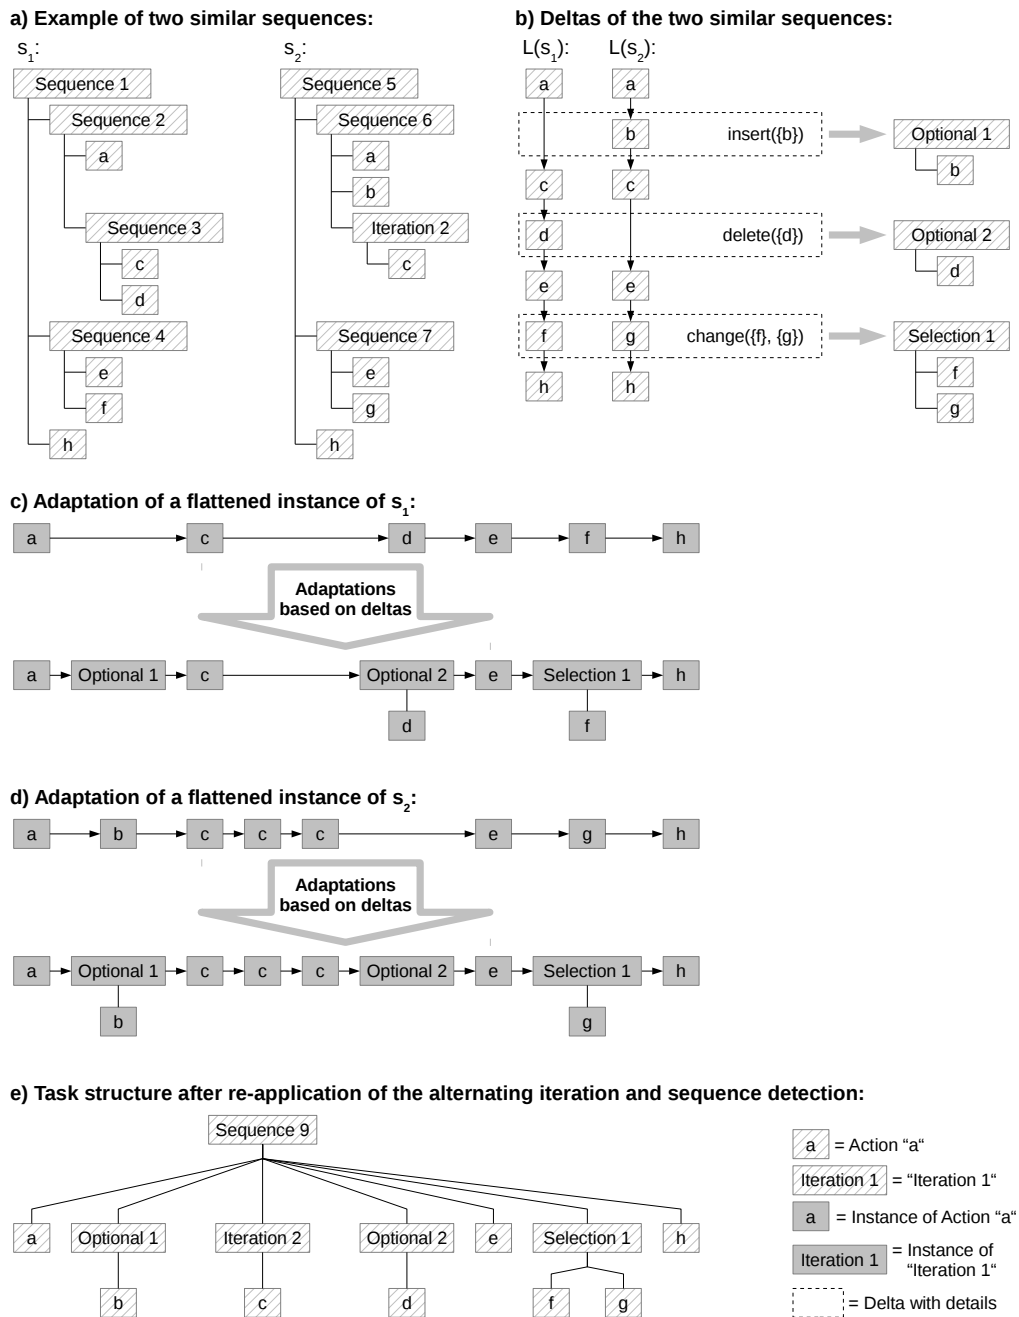 a) Example of two similar sequences:
s1:
Sequence 1
Sequence 2
a
Sequence 3
c
d
Sequence 4
e
f
h
s2:
Sequence 5
Sequence 6
a
b
Iteration 2
c
Sequence 7
e
g
h
b) Deltas of the two similar sequences:
L(s1): L(s2):
a a
b insert({b}) Optional 1
b
c c
d delete({d}) Optional 2
d
e e
f g change({f}, {g}) Selection 1
f
g
h h
c) Adaptation of a flattened instance of s1:
a c d e f h
Adaptations
based on deltas
a Optional 1 c Optional 2 e Selection 1 h
d f
d) Adaptation of a flattened instance of s2:
a b c c c e g h
Adaptations
based on deltas
a Optional 1 c c c Optional 2 e Selection 1 h
b g
e) Task structure after re-application of the alternating iteration and sequence detection:
Sequence 9
a Optional 1 Iteration 2 Optional 2 e Selection 1 h
b c d f g
a = Action “a“
Iteration 1 = “Iteration 1“
a = Instance of Action “a“
Iteration 1 = Instance of
“Iteration 1“
= Delta with details